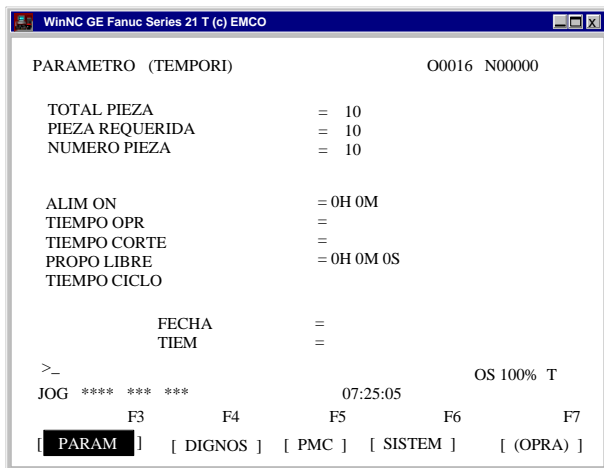 WinNC GE Fanuc Series 21 T (c) EMCO
PARAMETRO (TEMPORI) O0016 N00000
TOTAL PIEZA = 10
PIEZA REQUERIDA = 10
NUMERO PIEZA = 10
ALIM ON = 0H 0M
TIEMPO OPR =
TIEMPO CORTE =
PROPO LIBRE = 0H 0M 0S
TIEMPO CICLO
FECHA =
TIEM =
>_
OS 100% T
JOG **** *** *** 07:25:05
F3 F4 F5 F6 F7
[ PARAM ] [ DIGNOS ] [ PMC ] [ SISTEM ] [ (OPRA) ]